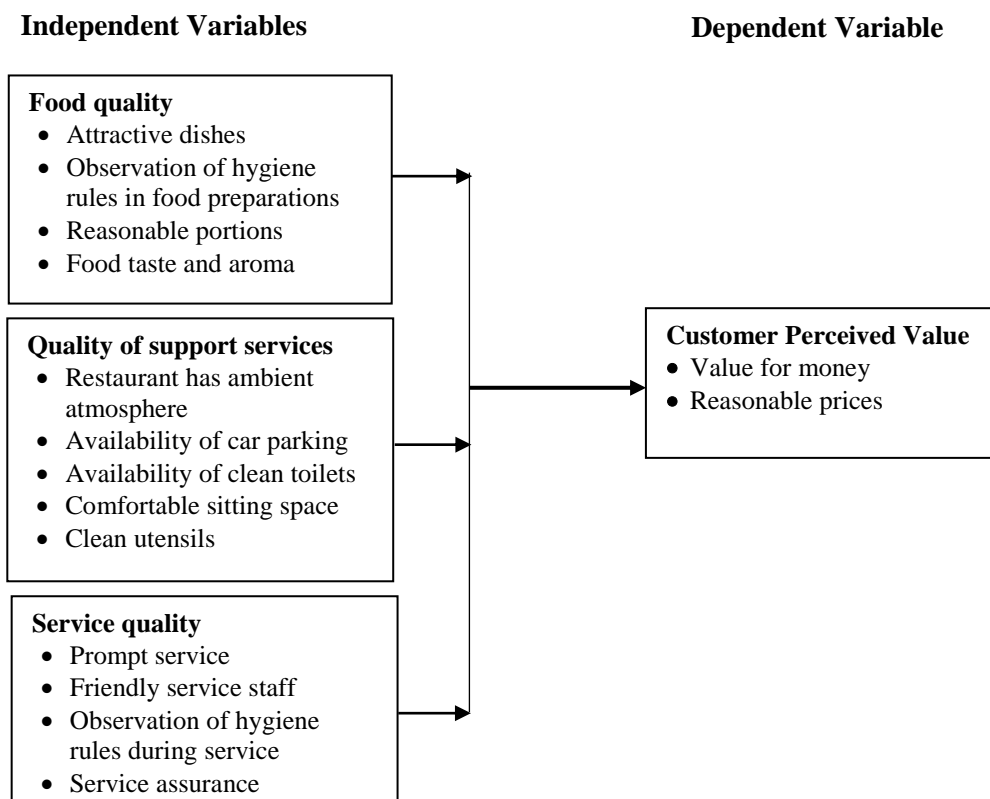 Independent Variables
Dependent Variable
Food quality
• Attractive dishes
• Observation of hygiene
rules in food preparations
• Reasonable portions
• Food taste and aroma
Quality of support services
• Restaurant has ambient
atmosphere
• Availability of car parking
• Availability of clean toilets
• Comfortable sitting space
• Clean utensils
Service quality
• Prompt service
• Friendly service staff
• Observation of hygiene
rules during service
• Service assurance
Customer Perceived Value
• Value for money
• Reasonable prices